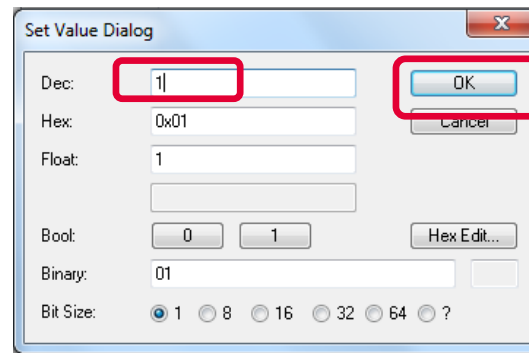 Set Value Dialog
Dec: 1 OK
Hex: 0x01 Cancel
Float: 1
Bool: 0 1 Hex Edit...
Binary: 01
Bit Size: 1 8 16 32 64 ?